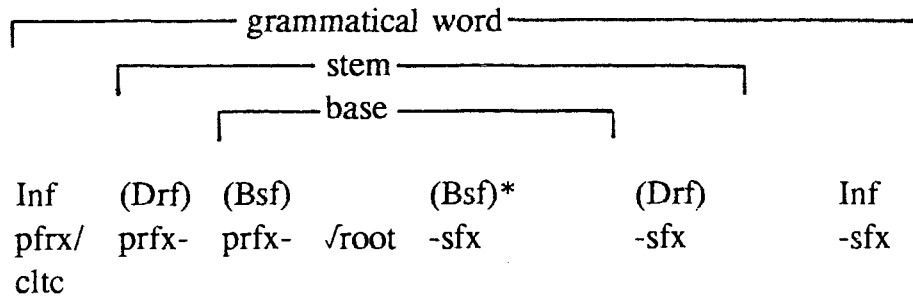 grammatical word
stem
base
Inf (Drf) (Bsf) (Bsf)* (Drf) Inf
pfrx/ prfx- prfx- √root -sfx -sfx -sfx
cltc